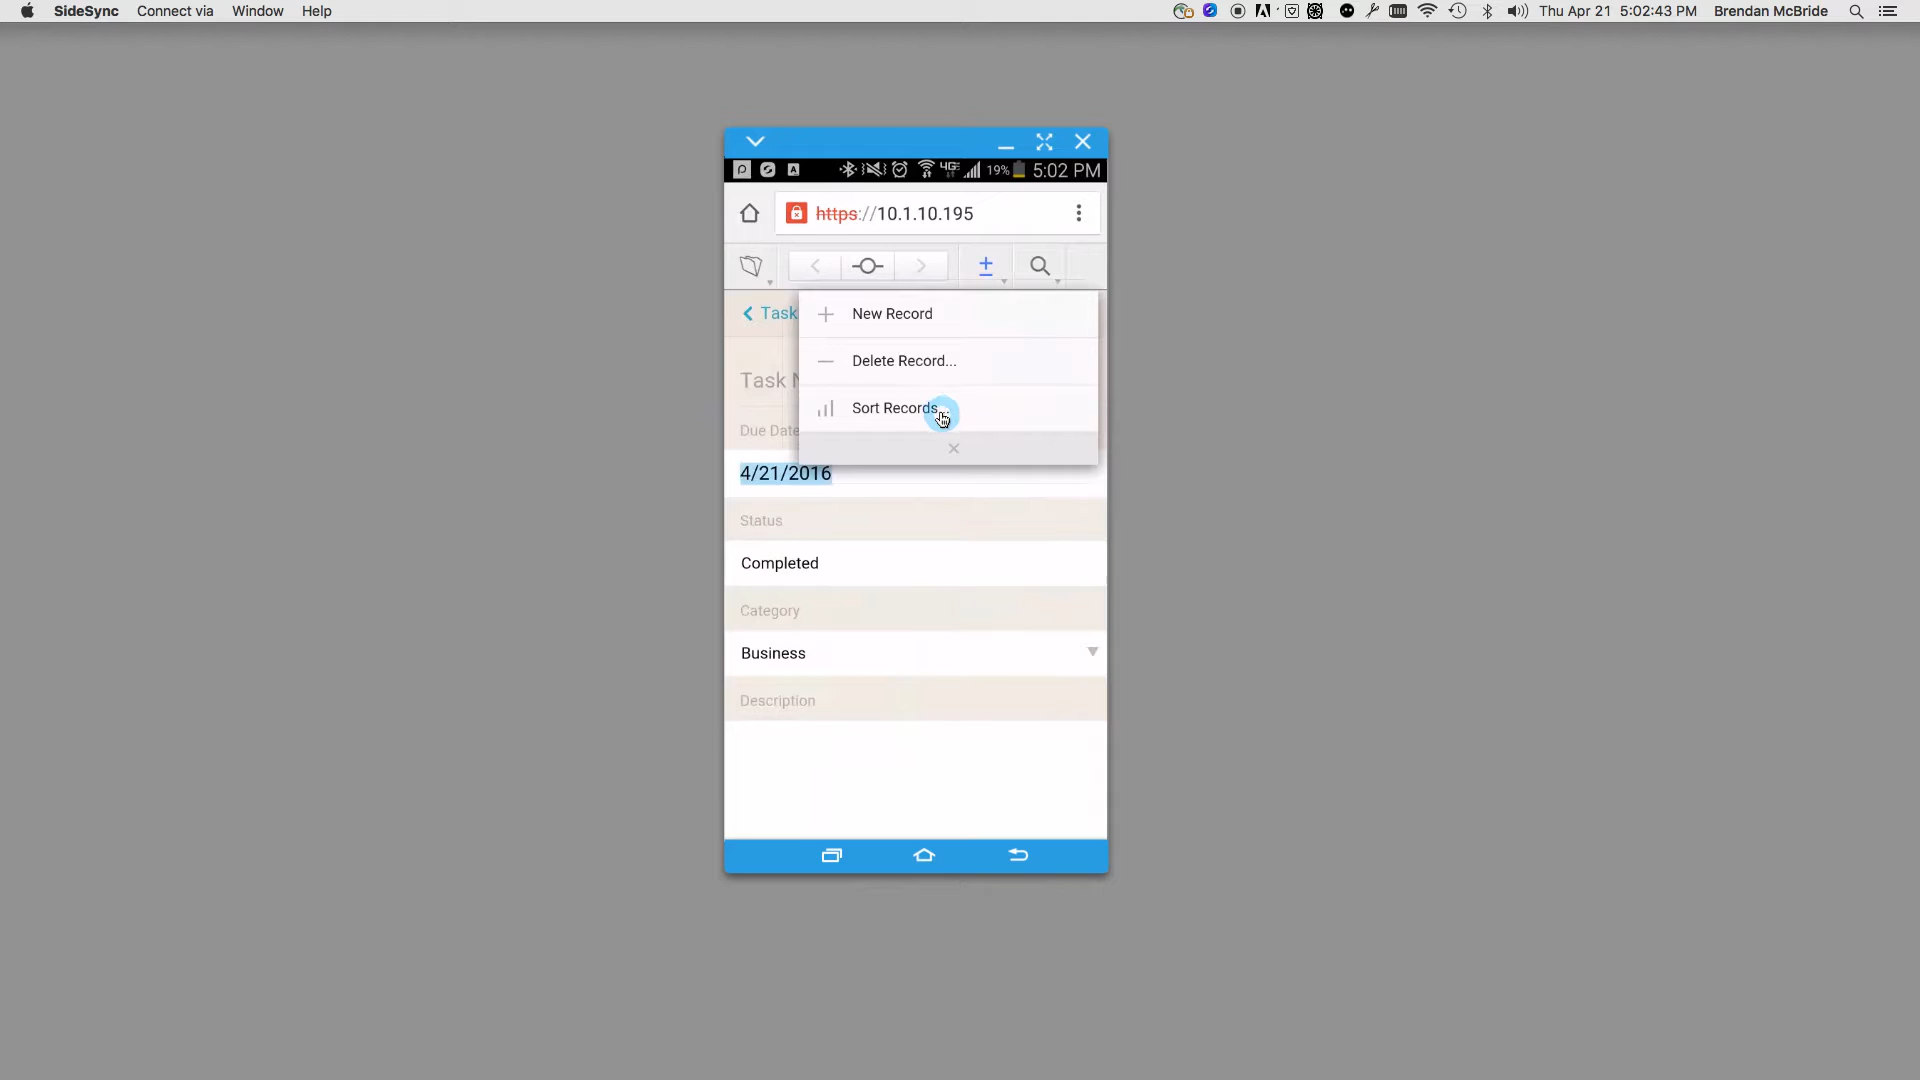 SideSync Connect via Window Help
Thu Apr 21 5:02:43 PM Brendan McBride
4G 19% 5:02 PM
https://10.1.10.195
New Record
Task
Delete Record...
Task
Sort Records
Due Date
4/21/2016
Status
Completed
Category
Business
Description